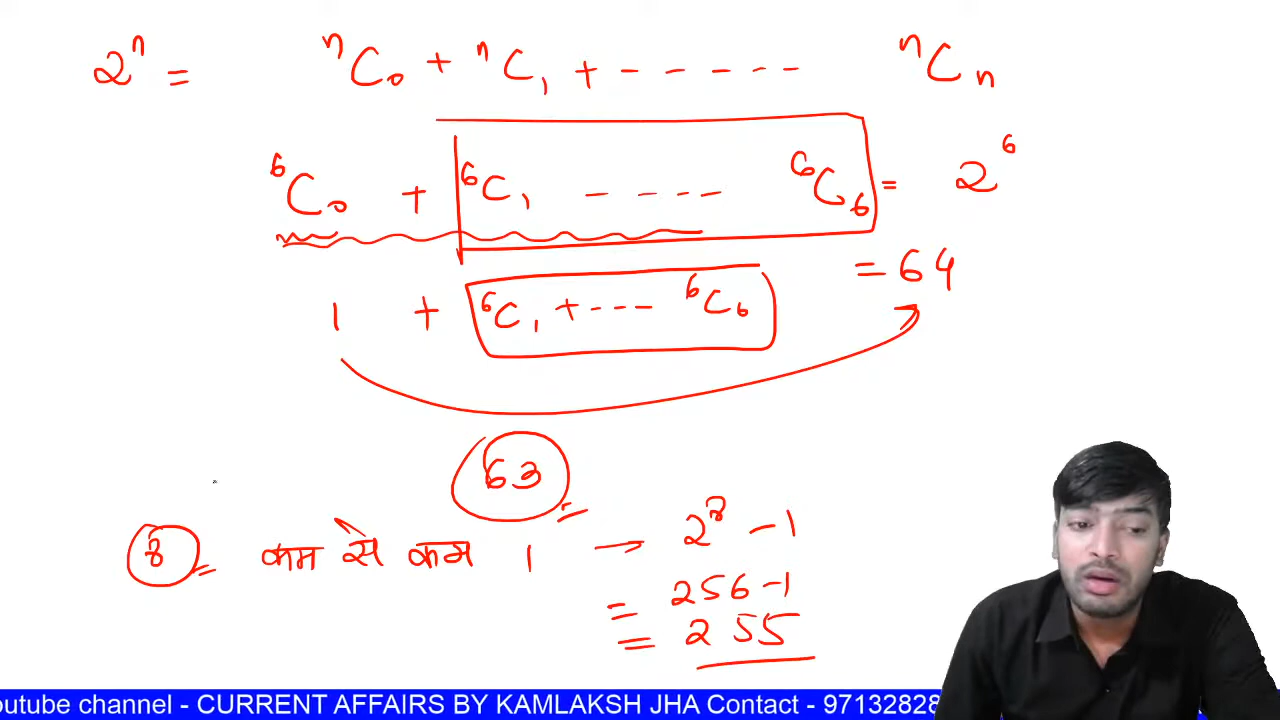 2ⁿ = ⁿC₀ + ⁿC₁ + ----- ⁿCₙ
⁶C₀ + ⁶C₁ ---- ⁶C₆ = 2⁶
= 64
1 + ⁶C₁ + --- ⁶C₆
63
8 कम से कम 1 → 2⁸ - 1
= 256 - 1
= 255
outube channel - CURRENT AFFAIRS BY KAMLAKSH JHA Contact - 97132828